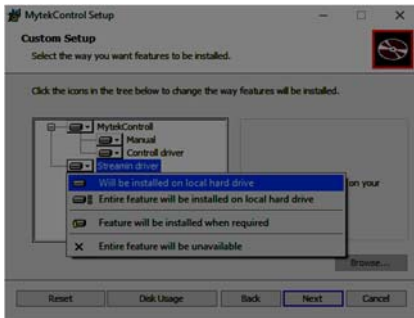 MytekControl Setup
Custom Setup
Select the way you want features to be installed.
Click the icons in the tree below to change the way features will be installed.
MytekControll
Manual
Controll driver
Streamin driver
Will be installed on local hard drive
on your
Entire feature will be installed on local hard drive
Feature will be installed when required
Entire feature will be unavailable
Browse...
Reset
Disk Usage
Back
Next
Cancel